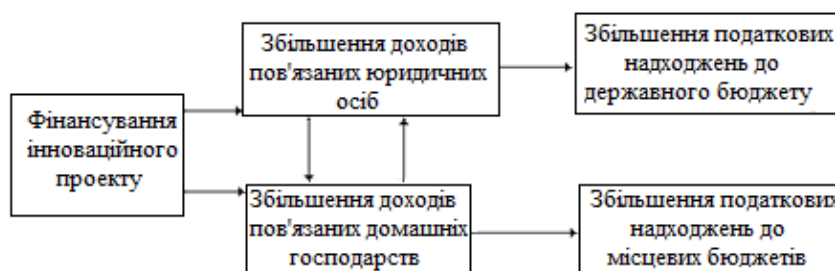 Фінансування
інноваційного
проекту
Збільшення доходів
пов'язаних юридичних
осіб
Збільшення податкових
надходжень до
державного бюджету
Збільшення доходів
пов'язаних домашніх
господарств
Збільшення податкових
надходжень до
місцевих бюджетів